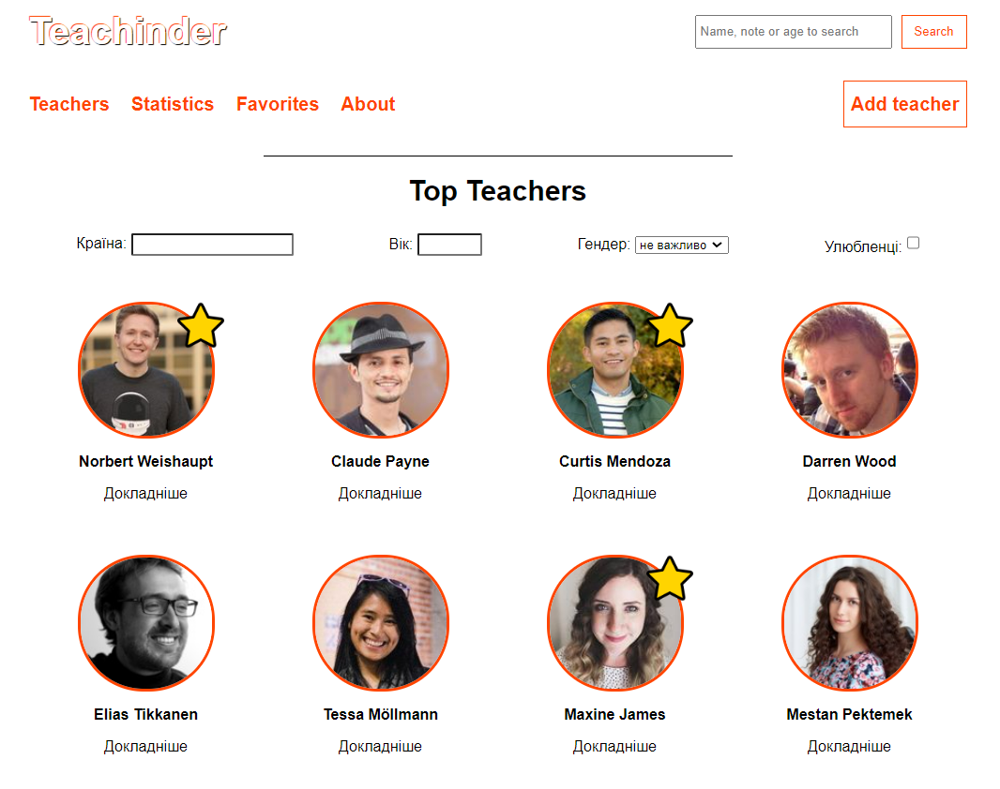 Teachinder
Name, note or age to search
Search
Teachers
Statistics
Favorites
About
Add teacher
Top Teachers
Країна:
Вік:
Гендер: не важливо
Улюбленці:
Norbert Weishaupt
Claude Payne
Curtis Mendoza
Darren Wood
Докладніше
Докладніше
Докладніше
Докладніше
Elias Tikkanen
Tessa Möllmann
Maxine James
Mestan Pektemek
Докладніше
Докладніше
Докладніше
Докладніше